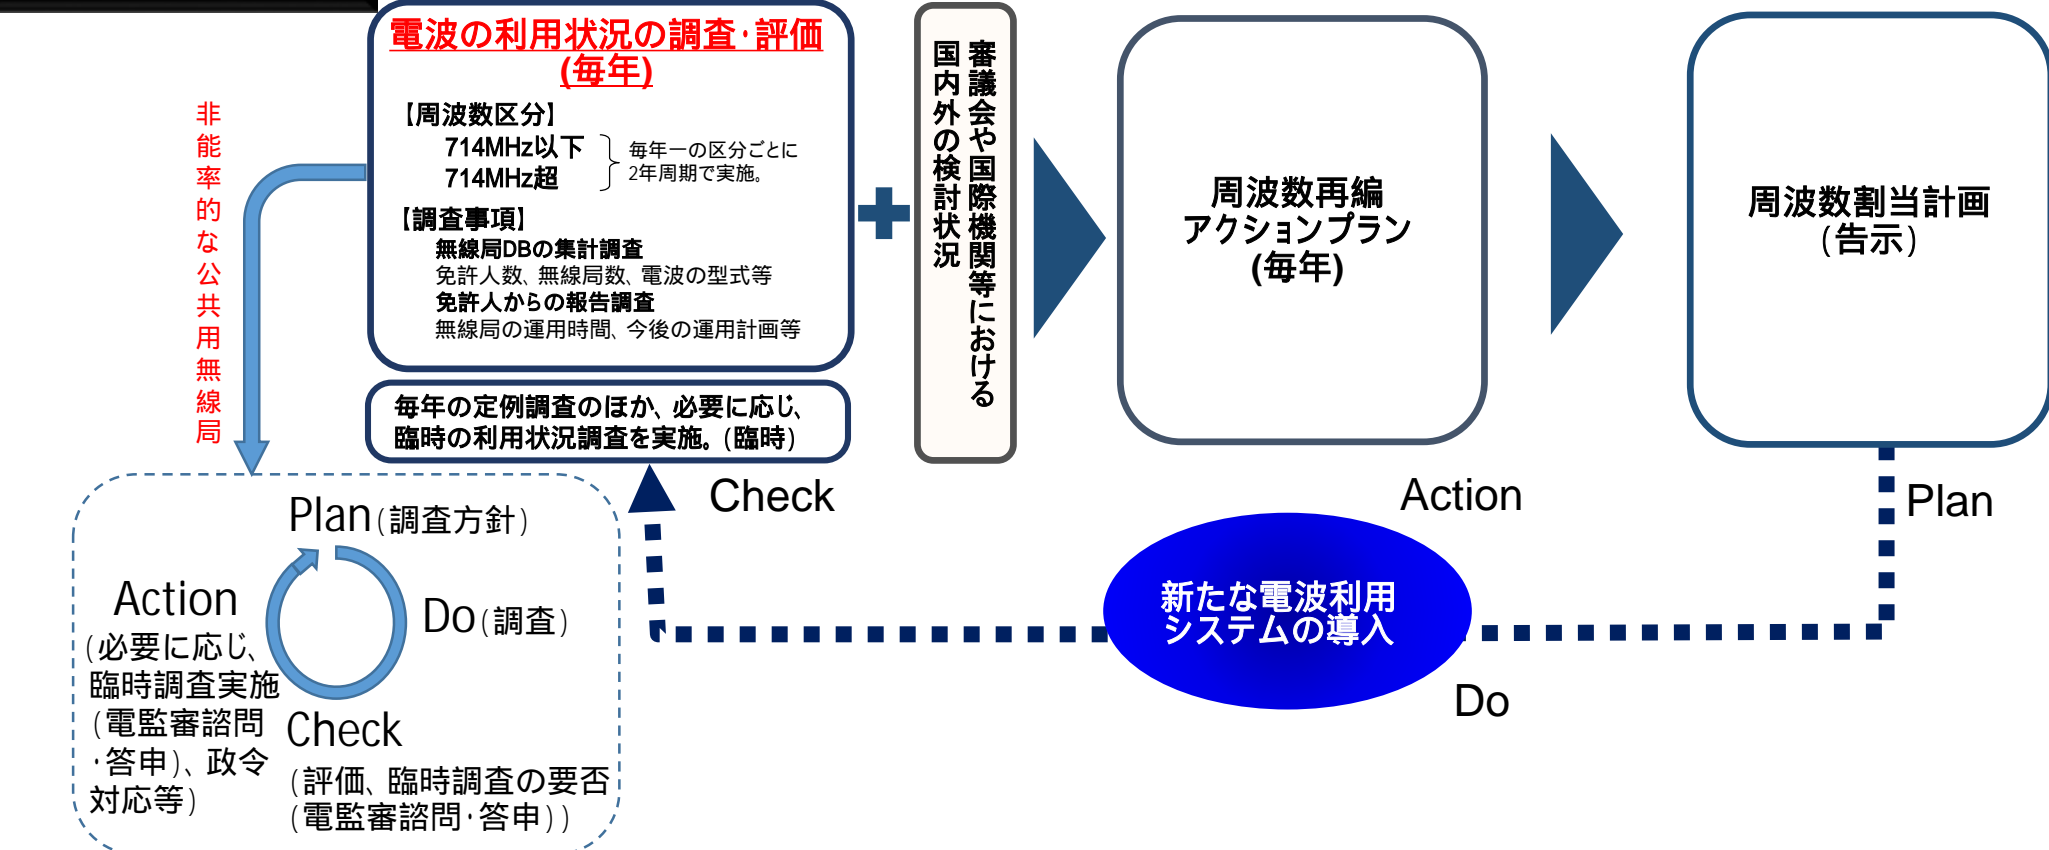 電波の利用状況の調査・評価
(毎年)
【周波数区分】
714MHz以下
714MHz超
毎年一の区分ごとに
2年周期で実施。
【調査事項】
無線局DBの集計調査
免許人数、無線局数、電波の型式等
免許人からの報告調査
無線局の運用時間、今後の運用計画等
毎年の定例調査のほか、必要に応じ、
臨時の利用状況調査を実施。(臨時)
審議会や国際機関等における
国内外の検討状況
周波数再編
アクションプラン
(毎年)
周波数割当計画
(告示)
非能率的な公共用無線局
Check
Action
Plan
新たな電波利用
システムの導入
Do
Plan(調査方針)
Do(調査)
Check
(評価、臨時調査の要否
(電監審諮問・答申))
Action
(必要に応じ、
臨時調査実施
(電監審諮問
・答申)、政令
対応等)